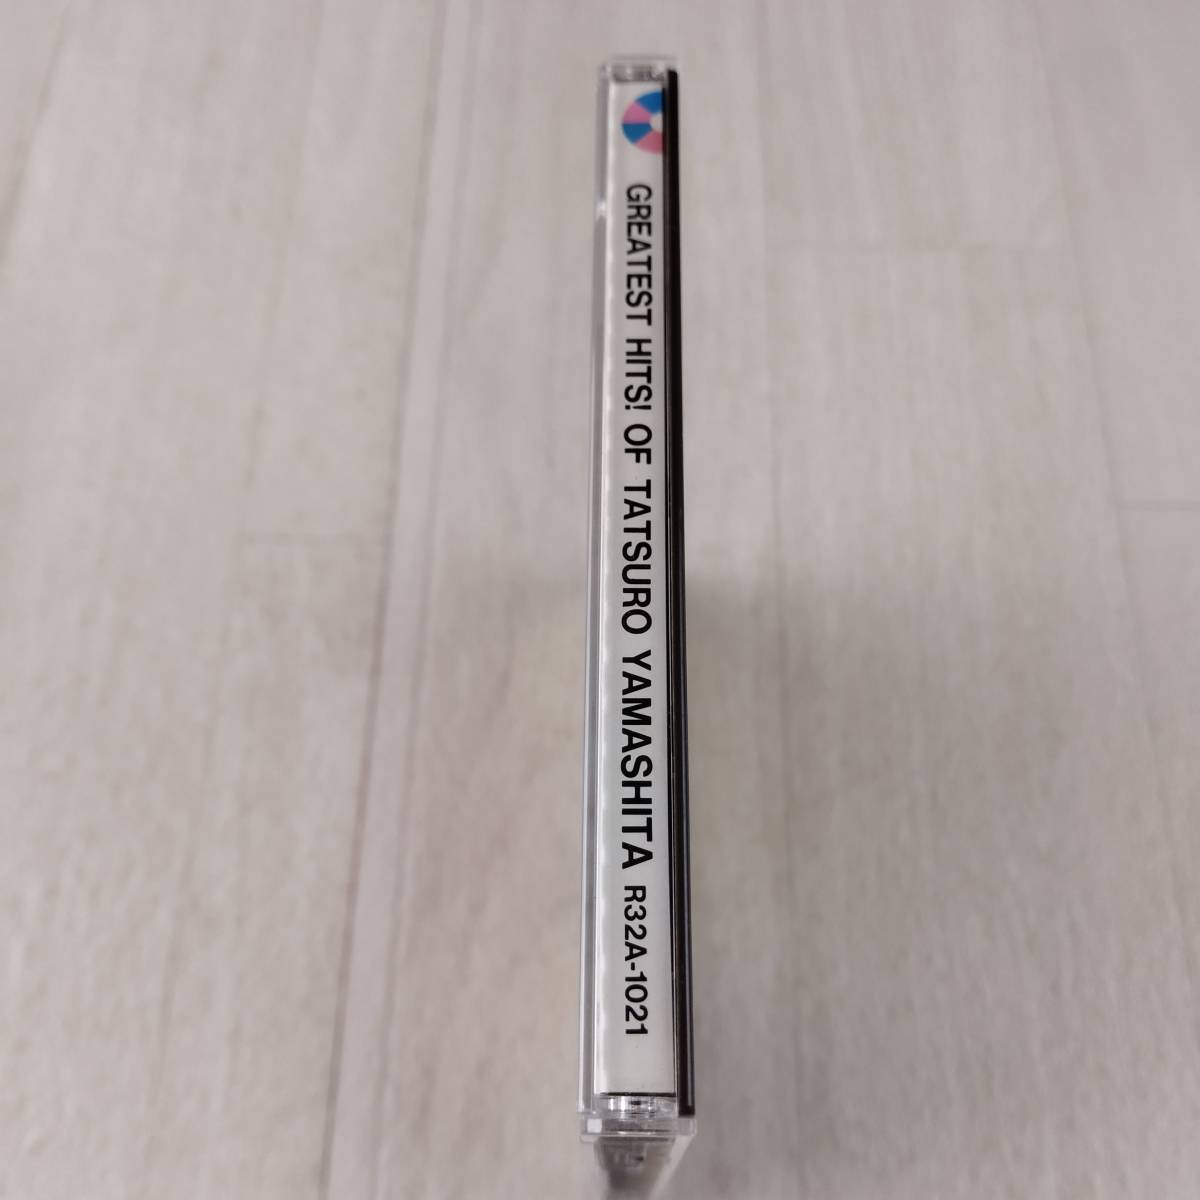 GREATEST HITS! OF TATSURO YAMASHITA R32A-1021